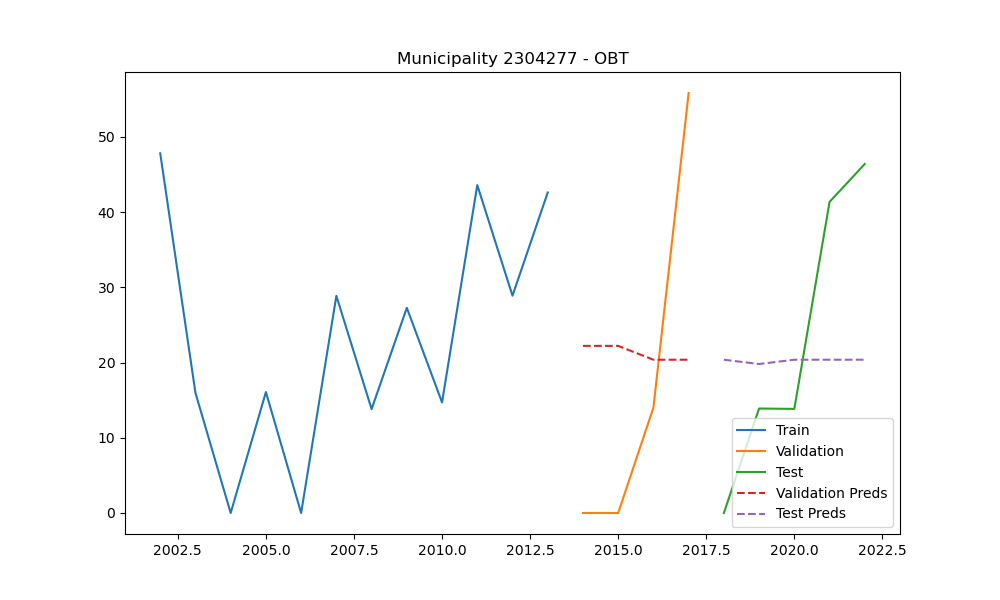 Municipality 2304277 - OBT
50
40
30
20
10
0
2002.5 2005.0 2007.5 2010.0 2012.5 2015.0 2017.5 2020.0 2022.5
Train
Validation
Test
Validation Preds
Test Preds